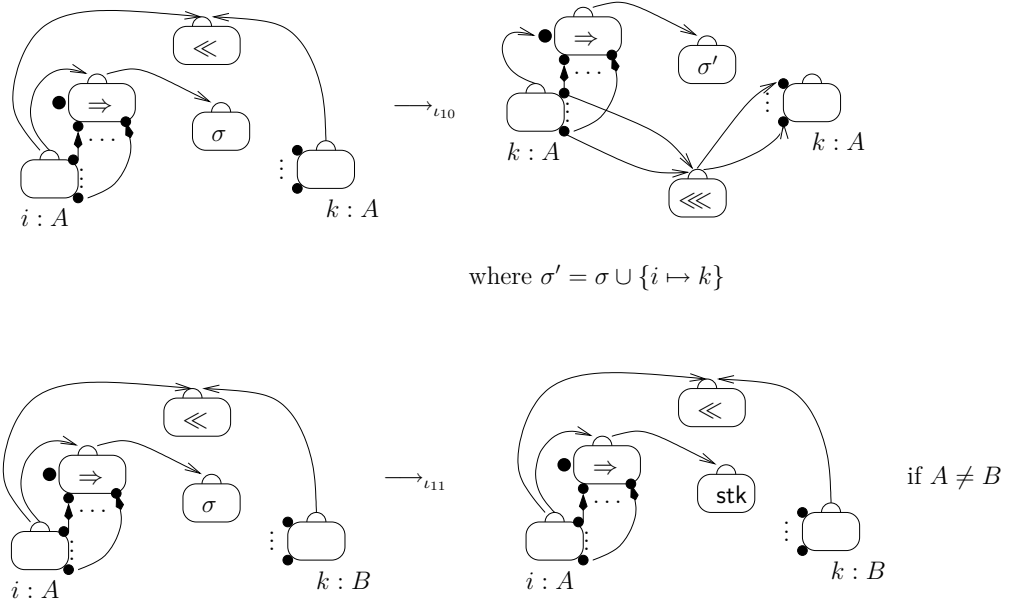 ≪
⇒
σ
. . .
i : A
k : A
⟶ι10
⇒
σ′
. . .
k : A
k : A
⋘
where σ′ = σ ∪ {i ↦ k}
≪
⇒
σ
. . .
i : A
k : B
⟶ι11
≪
⇒
stk
. . .
i : A
k : B
if A ≠ B